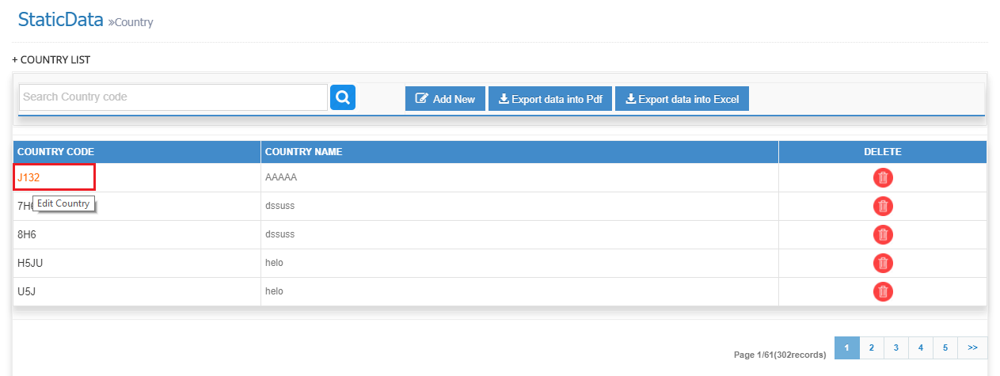 StaticData »Country
+ COUNTRY LIST
Search Country code
Add New
Export data into Pdf
Export data into Excel
COUNTRY CODE COUNTRY NAME DELETE
J132 AAAAA
Edit Country
dssuss
8H6 dssuss
H5JU helo
U5J helo
Page 1/61(302records) 1 2 3 4 5 >>